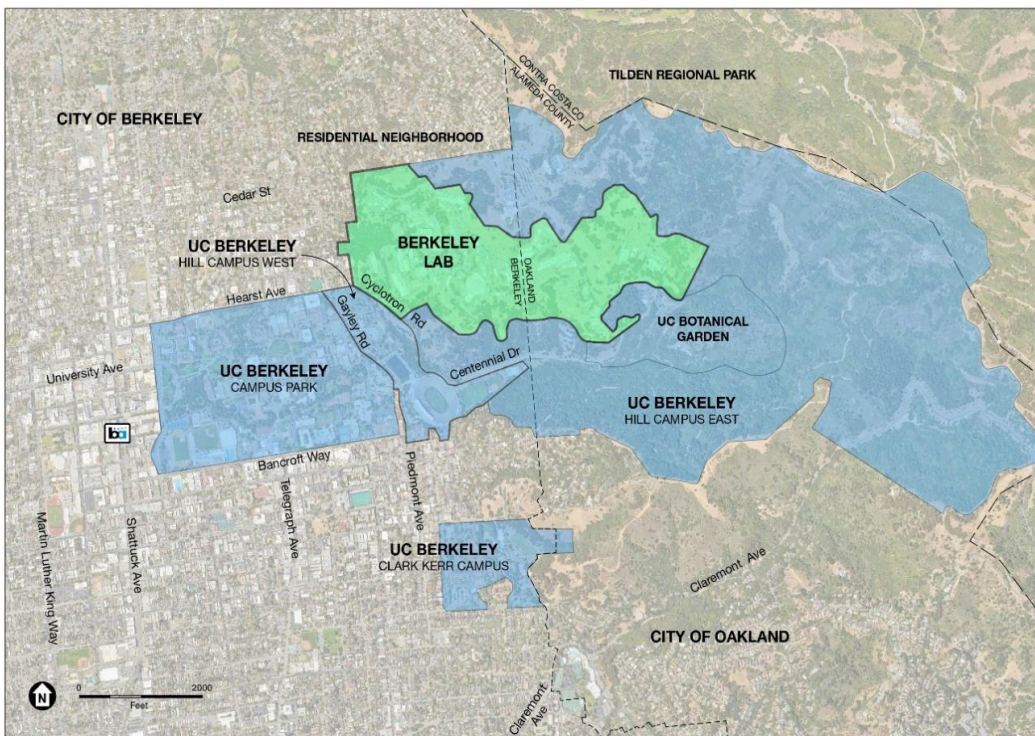 CONTRA COSTA CO
ALAMEDA COUNTY
TILDEN REGIONAL PARK
CITY OF BERKELEY
RESIDENTIAL NEIGHBORHOOD
Cedar St
UC BERKELEY
HILL CAMPUS WEST
BERKELEY
LAB
OAKLAND
BERKELEY
Hearst Ave
Cyclotron Rd
Gayley Rd
UC BOTANICAL
GARDEN
Centennial Dr
University Ave
UC BERKELEY
CAMPUS PARK
UC BERKELEY
HILL CAMPUS EAST
ba
Bancroft Way
Telegraph Ave
Piedmont Ave
Martin Luther King Way
Shattuck Ave
UC BERKELEY
CLARK KERR CAMPUS
Claremont Ave
CITY OF OAKLAND
Claremont
Ave
N
0
2000
Feet